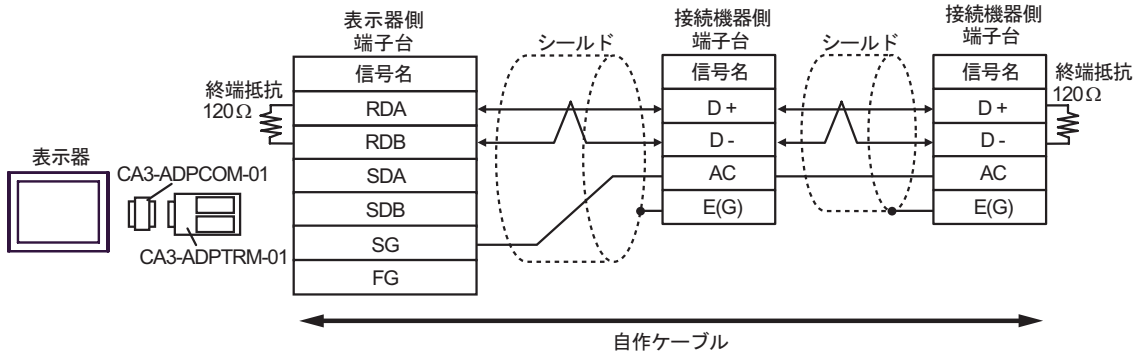 表示器
CA3-ADPCOM-01
CA3-ADPTRM-01
終端抵抗
120Ω
表示器側
端子台
信号名
RDA
RDB
SDA
SDB
SG
FG
シールド
接続機器側
端子台
信号名
D +
D -
AC
E(G)
シールド
接続機器側
端子台
信号名
D +
D -
AC
E(G)
終端抵抗
120Ω
自作ケーブル